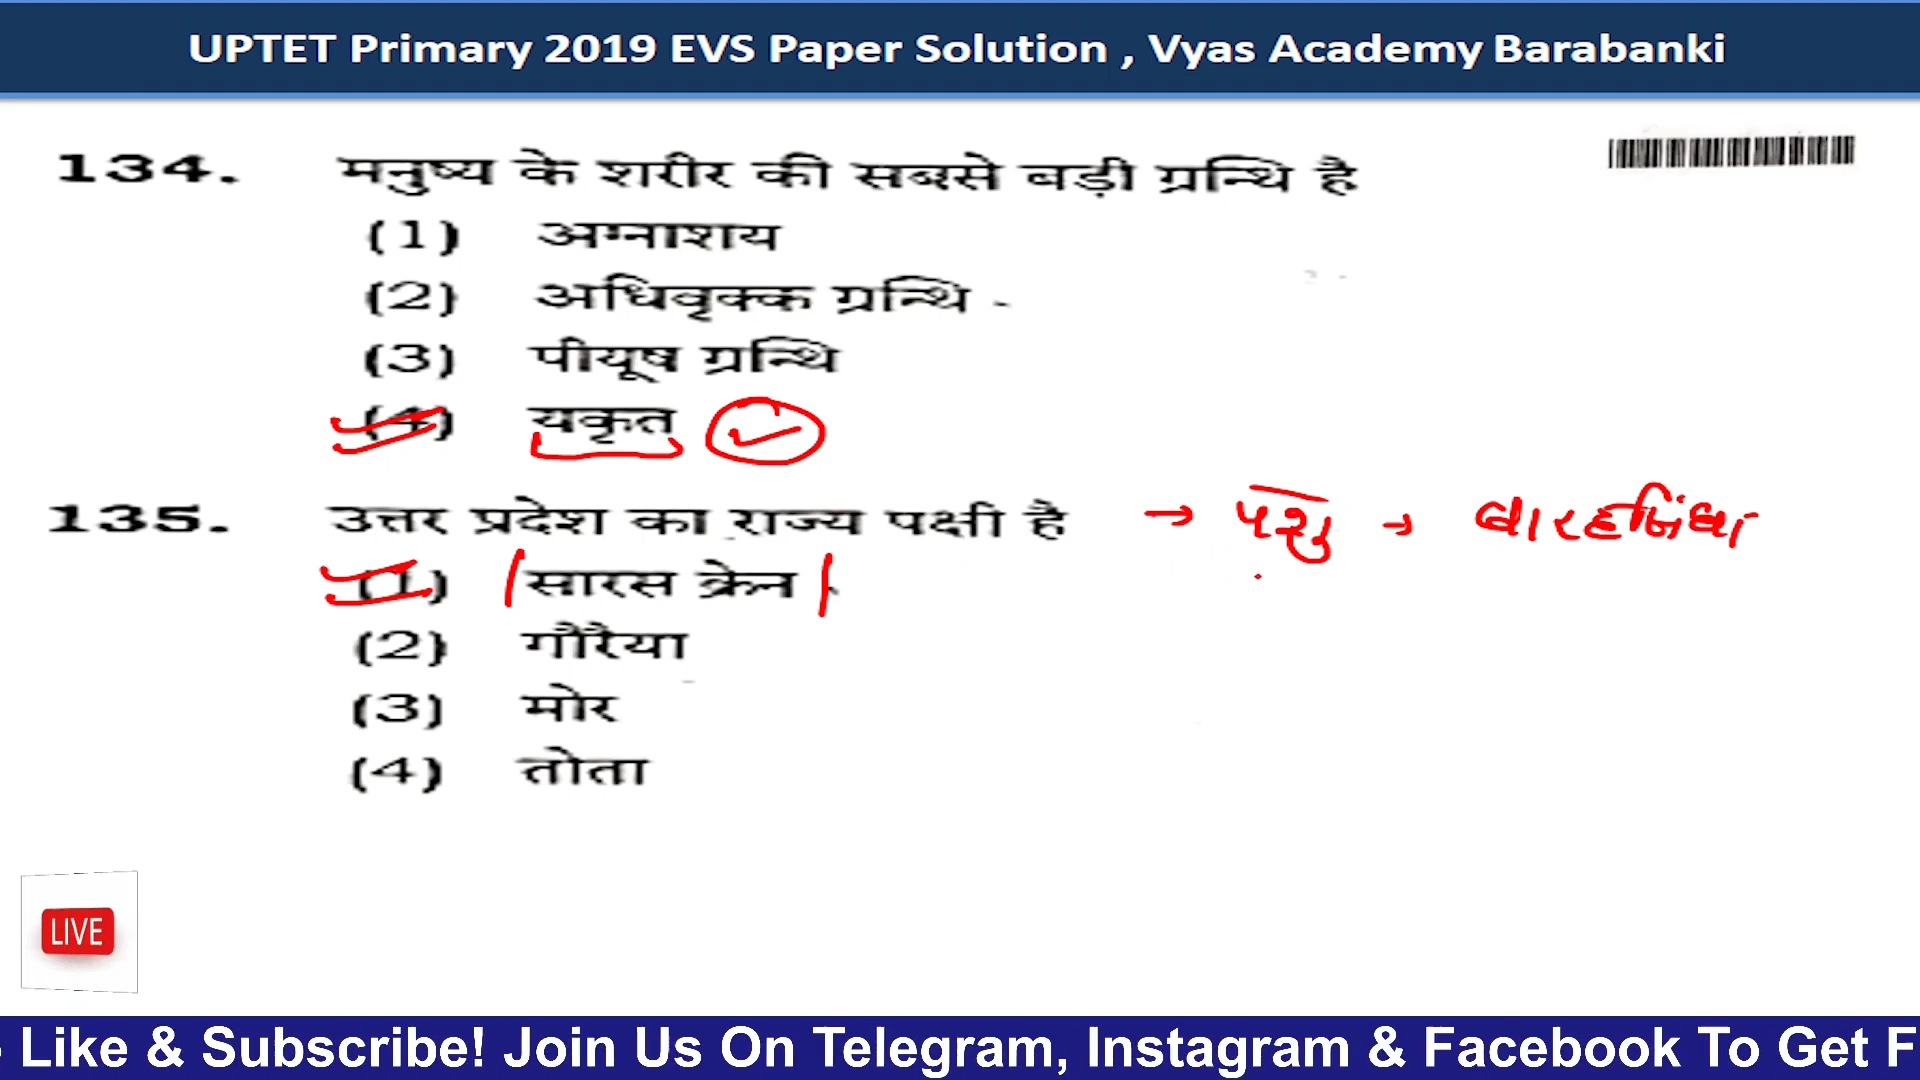 UPTET Primary 2019 EVS Paper Solution , Vyas Academy Barabanki
134. मनुष्य के शरीर की सबसे बड़ी ग्रन्थि है
(1) अग्नाशय
(2) अधिवृक्क ग्रन्थि
(3) पीयूष ग्रन्थि
(4) यकृत
135. उत्तर प्रदेश का राज्य पक्षी है → पशु → बारहसिंघा
(1) सारस क्रेन
(2) गौरैया
(3) मोर
(4) तोता
LIVE
Like & Subscribe! Join Us On Telegram, Instagram & Facebook To Get F